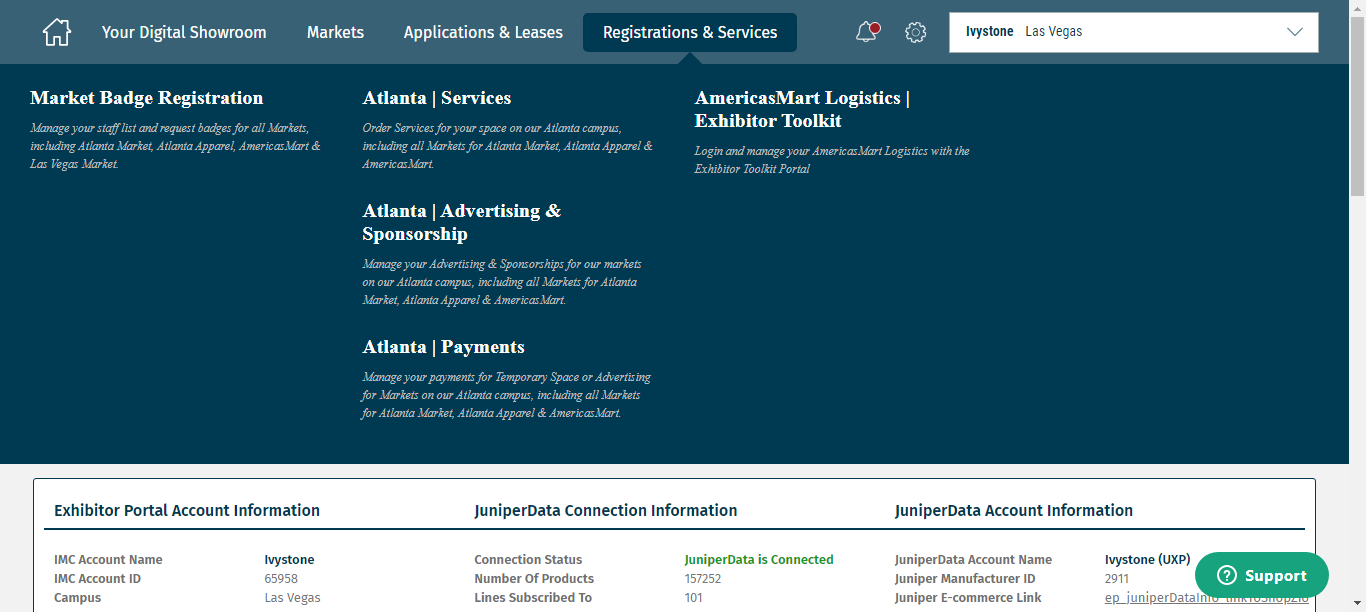 Your Digital Showroom
Markets
Applications & Leases
Registrations & Services
Ivystone Las Vegas
Market Badge Registration
Manage your staff list and request badges for all Markets,
including Atlanta Market, Atlanta Apparel, AmericasMart &
Las Vegas Market.
Atlanta | Services
Order Services for your space on our Atlanta campus,
including all Markets for Atlanta Market, Atlanta Apparel &
AmericasMart.
Atlanta | Advertising &
Sponsorship
Manage your Advertising & Sponsorships for our markets
on our Atlanta campus, including all Markets for Atlanta
Market, Atlanta Apparel & AmericasMart.
Atlanta | Payments
Manage your payments for Temporary Space or Advertising
for Markets on our Atlanta campus, including all Markets
for Atlanta Market, Atlanta Apparel & AmericasMart.
AmericasMart Logistics |
Exhibitor Toolkit
Login and manage your AmericasMart Logistics with the
Exhibitor Toolkit Portal
Exhibitor Portal Account Information
IMC Account Name Ivystone
IMC Account ID 65958
Campus Las Vegas
JuniperData Connection Information
Connection Status JuniperData is Connected
Number Of Products 157252
Lines Subscribed To 101
JuniperData Account Information
JuniperData Account Name Ivystone (UXP)
Juniper Manufacturer ID 2911
Juniper E-commerce Link
Support